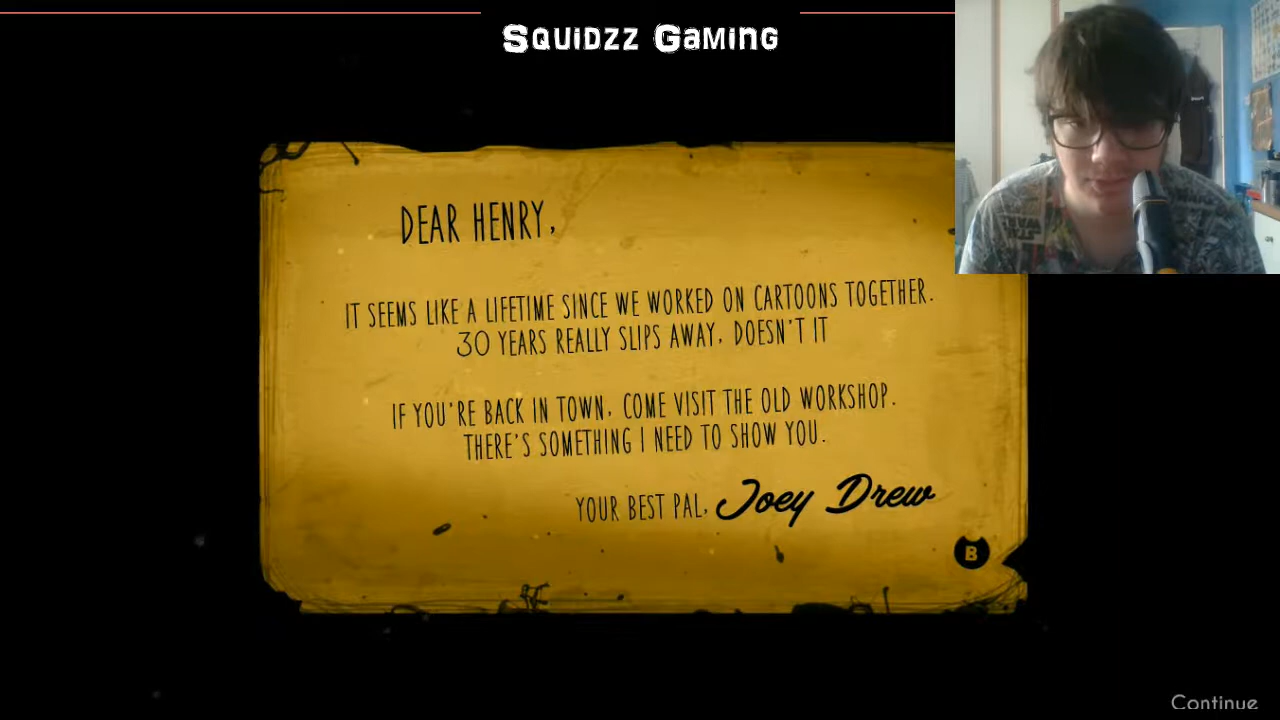 Squidzz Gaming
DEAR HENRY,
IT SEEMS LIKE A LIFETIME SINCE WE WORKED ON CARTOONS TOGETHER.
30 YEARS REALLY SLIPS AWAY, DOESN'T IT
IF YOU'RE BACK IN TOWN, COME VISIT THE OLD WORKSHOP.
THERE'S SOMETHING I NEED TO SHOW YOU.
YOUR BEST PAL, Joey Drew
B
Continue